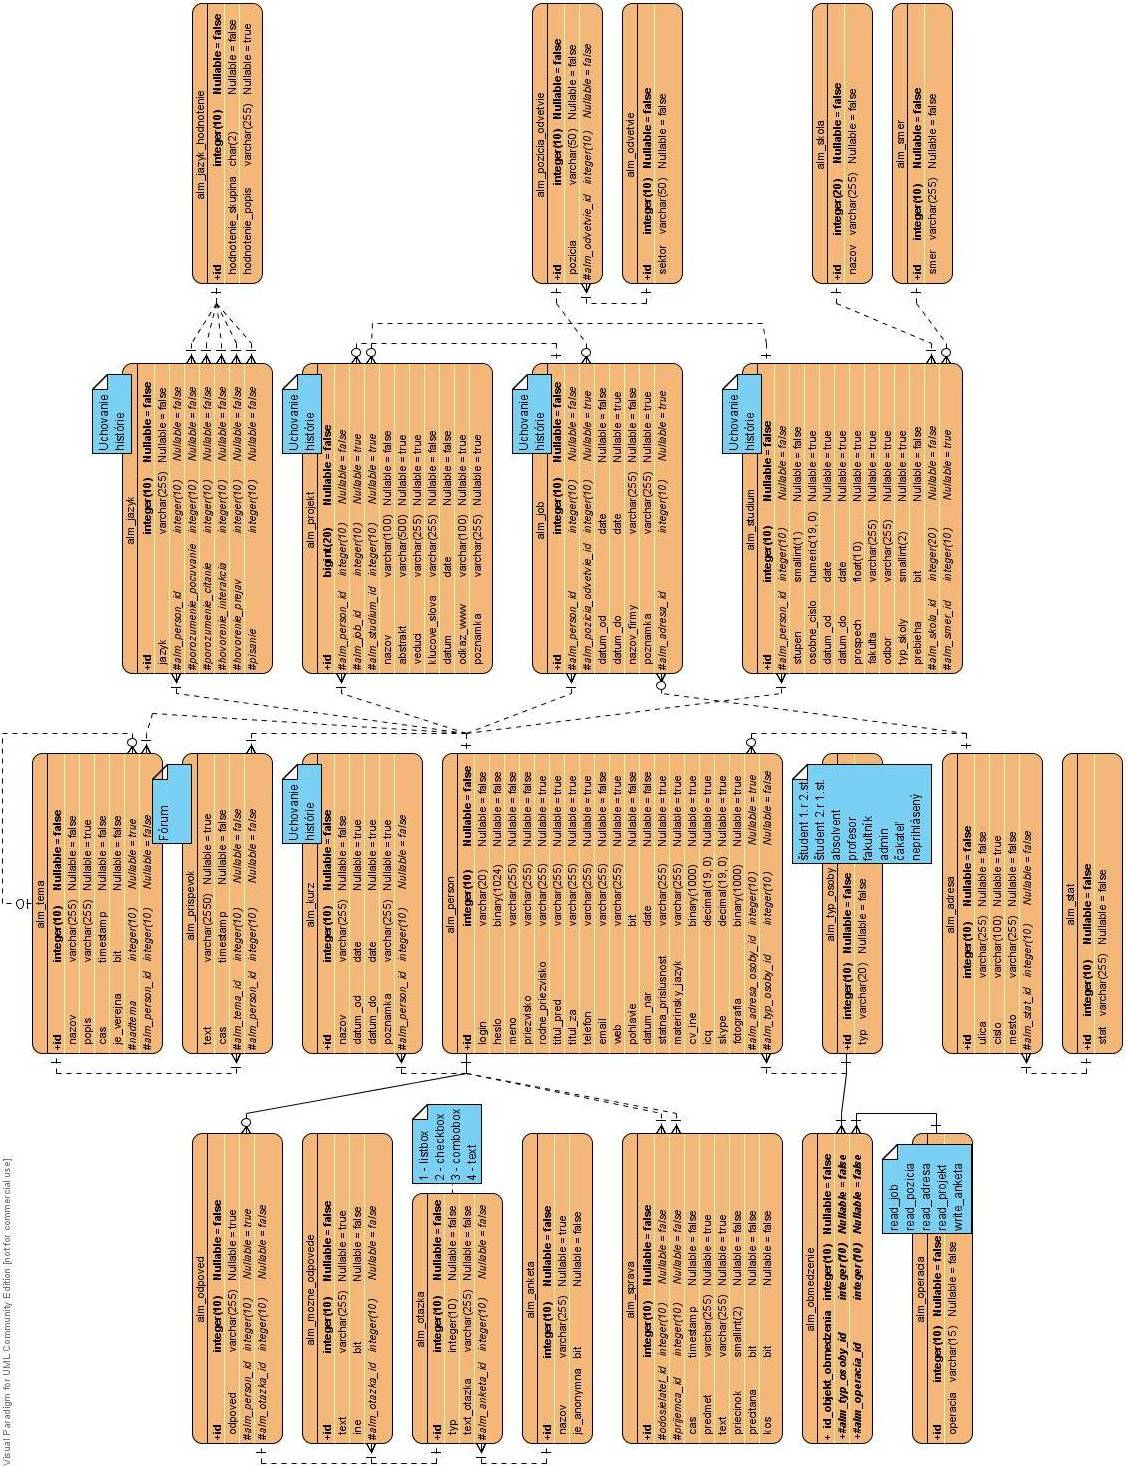 Visual Paradigm for UML Community Edition [not for commercial use]
alm_tema
+id integer(10) Nullable = false
nazov varchar(255) Nullable = false
popis varchar(255) Nullable = true
cas timestamp Nullable = false
je_verejna bit Nullable = false
#nadtema integer(10) Nullable = true
#alm_person_id integer(10) Nullable = false
Fórum
alm_prispevok
text varchar(2550) Nullable = true
cas timestamp Nullable = false
#alm_tema_id integer(10) Nullable = false
#alm_person_id integer(10) Nullable = false
Uchovanie
histórie
alm_kurz
+id integer(10) Nullable = false
nazov varchar(255) Nullable = false
datum_od date Nullable = true
datum_do date Nullable = true
poznamka varchar(255) Nullable = true
#alm_person_id integer(10) Nullable = false
alm_person
+id integer(10) Nullable = false
login varchar(20) Nullable = false
heslo binary(1024) Nullable = false
meno varchar(255) Nullable = false
priezvisko varchar(255) Nullable = false
rodne_priezvisko varchar(255) Nullable = true
titul_pred varchar(255) Nullable = true
titul_za varchar(255) Nullable = true
telefon varchar(255) Nullable = true
email varchar(255) Nullable = false
web varchar(255) Nullable = true
pohlavie bit Nullable = false
datum_nar date Nullable = true
statna_prislusnost varchar(255) Nullable = true
materinsky_jazyk varchar(255) Nullable = true
cv_ine binary(1000) Nullable = true
icq decimal(19, 0) Nullable = true
skype decimal(19, 0) Nullable = true
fotografia binary(1000) Nullable = true
#alm_adresa_osoby_id integer(10) Nullable = true
#alm_typ_osoby_id integer(10) Nullable = false
študent 1.r 2.st.
študent 2.r 1.st.
absolvent
profesor
fakultník
admin
čakateľ
neprihlásený
alm_typ_osoby
+id integer(10) Nullable = false
typ varchar(20) Nullable = false
alm_adresa
+id integer(10) Nullable = false
ulica varchar(255) Nullable = false
cislo varchar(100) Nullable = true
mesto varchar(255) Nullable = false
#alm_stat_id integer(10) Nullable = false
alm_stat
+id integer(10) Nullable = false
stat varchar(255) Nullable = false
Uchovanie
histórie
alm_jazyk
+id integer(10) Nullable = false
jazyk varchar(255) Nullable = false
#alm_person_id integer(10) Nullable = false
#porozumenie_pocuvanie integer(10) Nullable = false
#porozumenie_citanie integer(10) Nullable = false
#hovorenie_interakcia integer(10) Nullable = false
#hovorenie_prejav integer(10) Nullable = false
#pisanie integer(10) Nullable = false
Uchovanie
histórie
alm_projekt
+id bigint(20) Nullable = false
#alm_person_id integer(10) Nullable = false
#alm_job_id integer(10) Nullable = true
#alm_studium_id integer(10) Nullable = true
nazov varchar(100) Nullable = false
abstrakt varchar(500) Nullable = true
veduci varchar(255) Nullable = true
klucove_slova varchar(255) Nullable = false
datum date Nullable = false
odkaz_www varchar(100) Nullable = true
poznamka varchar(255) Nullable = true
Uchovanie
histórie
alm_job
+id integer(10) Nullable = false
#alm_person_id integer(10) Nullable = false
#alm_pozicia_odvetvie_id integer(10) Nullable = true
datum_od date Nullable = false
datum_do date Nullable = true
nazov_firmy varchar(255) Nullable = false
poznamka varchar(255) Nullable = true
#alm_adresa_id integer(10) Nullable = true
Uchovanie
histórie
alm_studium
+id integer(10) Nullable = false
#alm_person_id integer(10) Nullable = false
stupen smallint(1) Nullable = false
osobne_cislo numeric(19, 0) Nullable = true
datum_od date Nullable = true
datum_do date Nullable = true
prospech float(10) Nullable = true
fakulta varchar(255) Nullable = true
odbor varchar(255) Nullable = true
typ_skoly smallint(2) Nullable = true
prebieha bit Nullable = false
#alm_skola_id integer(20) Nullable = false
#alm_smer_id integer(10) Nullable = true
alm_jazyk_hodnotenie
+id integer(10) Nullable = false
hodnotenie_skupina char(2) Nullable = false
hodnotenie_popis varchar(255) Nullable = true
alm_pozicia_odvetvie
+id integer(10) Nullable = false
pozicia varchar(50) Nullable = false
#alm_odvetvie_id integer(10) Nullable = false
alm_odvetvie
+id integer(10) Nullable = false
sektor varchar(50) Nullable = false
alm_skola
+id integer(20) Nullable = false
nazov varchar(255) Nullable = false
alm_smer
+id integer(10) Nullable = false
smer varchar(255) Nullable = false
alm_odpoved
+id integer(10) Nullable = false
odpoved varchar(255) Nullable = true
#alm_person_id integer(10) Nullable = true
#alm_otazka_id integer(10) Nullable = false
alm_mozne_odpovede
+id integer(10) Nullable = false
text varchar(255) Nullable = true
ine bit Nullable = true
#alm_otazka_id integer(10) Nullable = false
1 - listbox
2 - checkbox
3 - combobox
4 - text
alm_otazka
+id integer(10) Nullable = false
typ integer(10) Nullable = false
text_otazka varchar(255) Nullable = true
#alm_anketa_id integer(10) Nullable = false
alm_anketa
+id integer(10) Nullable = false
nazov varchar(255) Nullable = true
je_anonymna bit Nullable = false
alm_sprava
+id integer(10) Nullable = false
#odosielatel_id integer(10) Nullable = false
#prijemca_id integer(10) Nullable = false
cas timestamp Nullable = false
predmet varchar(255) Nullable = true
text varchar(255) Nullable = true
priecinok smallint(2) Nullable = false
precitana bit Nullable = false
kos bit Nullable = false
alm_obmedzenie
+ id_objekt_obmedzenia integer(10) Nullable = false
+#alm_typ_osoby_id integer(10) Nullable = false
+#alm_operacia_id integer(10) Nullable = false
read_job
read_pozicia
read_adresa
read_projekt
write_anketa
alm_operacia
+id integer(10) Nullable = false
operacia varchar(15) Nullable = false